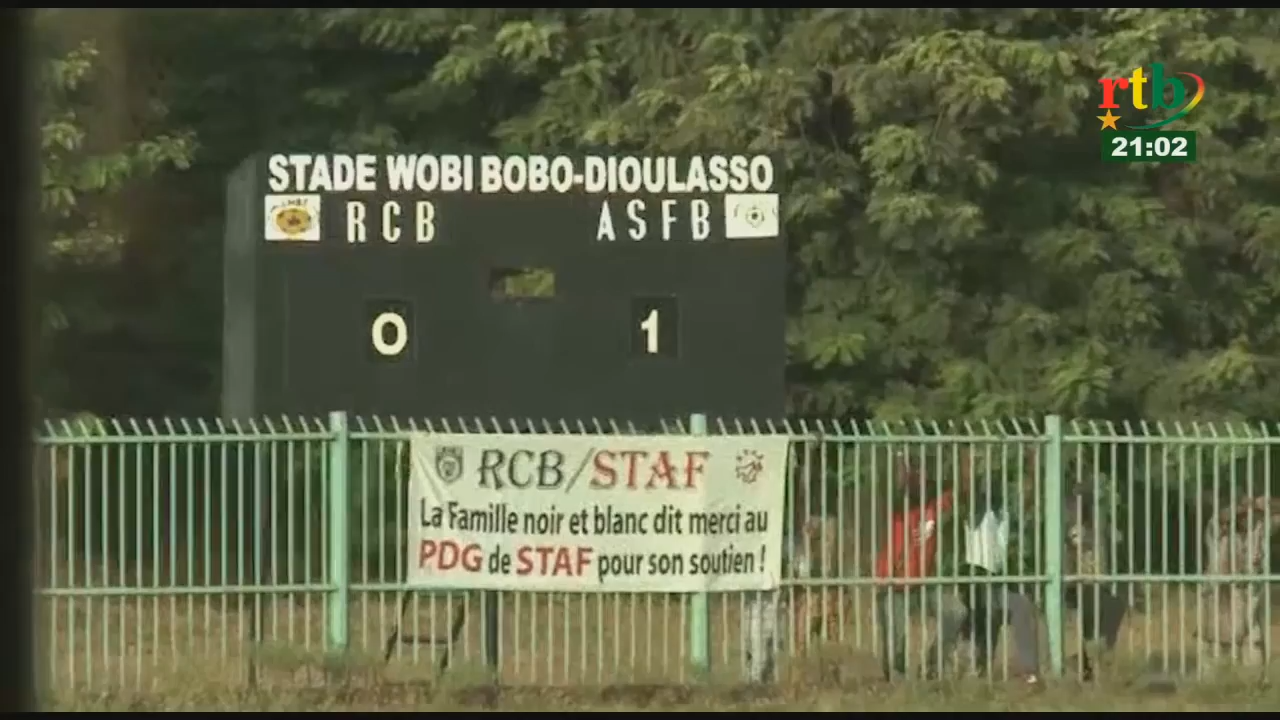 rtb
21:02
STADE WOBI BOBO-DIOULASSO
RCB ASFB
0 1
RCB/STAF
La Famille noir et blanc dit merci au
PDG de STAF pour son soutien !